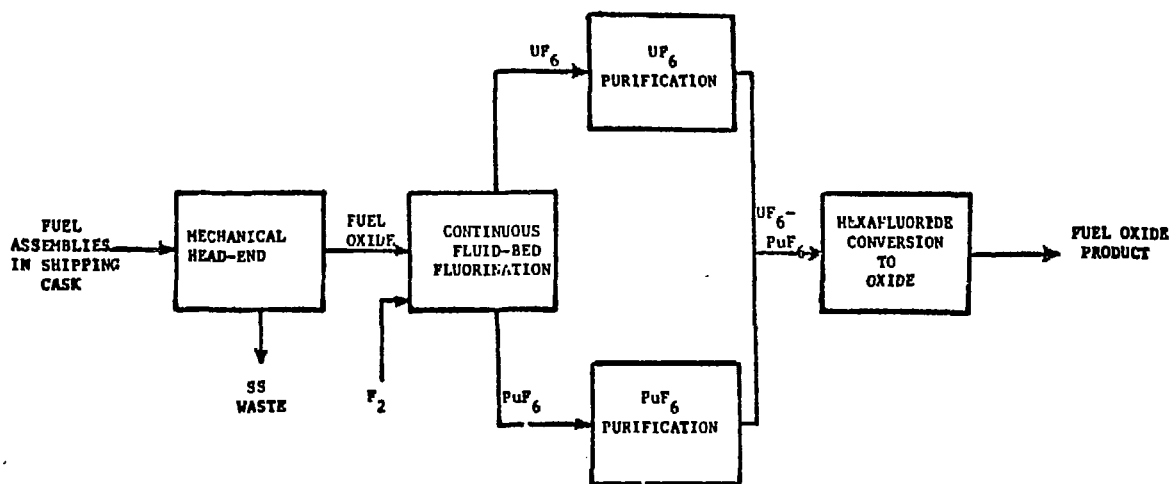 UF6
UF6
PURIFICATION
FUEL
ASSEMBLIES
IN SHIPPING
CASK
MECHANICAL
HEAD-END
FUEL
OXIDE
CONTINUOUS
FLUID-BED
FLUORINATION
UF6-
PuF6
HEXAFLUORIDE
CONVERSION
TO
OXIDE
FUEL OXIDE
PRODUCT
SS
WASTE
F2
PuF6
PuF6
PURIFICATION